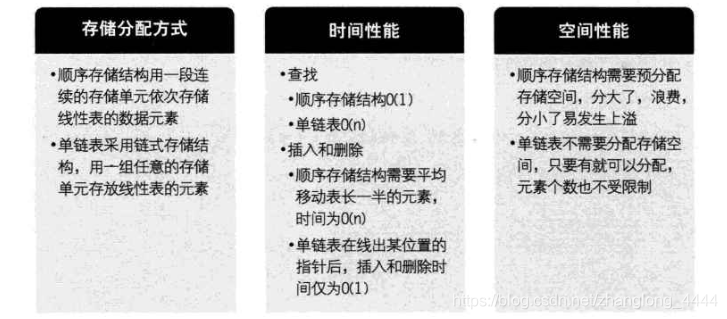 存储分配方式
•顺序存储结构用一段连
续的存储单元依次存储
线性表的数据元素
•单链表采用链式存储结
构，用一组任意的存储
单元存放线性表的元素
时间性能
•查找
•顺序存储结构O(1)
•单链表O(n)
•插入和删除
•顺序存储结构需要平均
移动表长一半的元素，
时间为O(n)
•单链表在线出某位置的
指针后，插入和删除时
间仅为O(1)
空间性能
•顺序存储结构需要预分配
存储空间，分大了，浪费，
分小了易发生上溢
•单链表不需要分配存储空
间，只要有就可以分配，
元素个数也不受限制
https://blog.csdn.net/zhanglong_4444